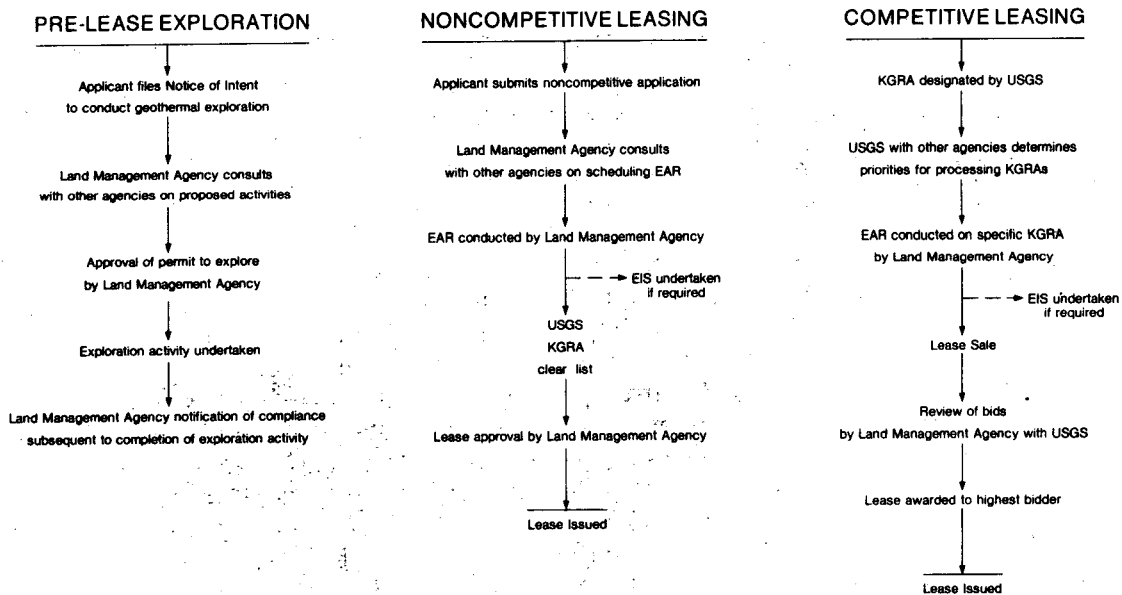 PRE-LEASE EXPLORATION
Applicant files Notice of Intent
to conduct geothermal exploration
Land Management Agency consults
with other agencies on proposed activities
Approval of permit to explore
by Land Management Agency
Exploration activity undertaken
Land Management Agency notification of compliance
subsequent to completion of exploration activity
NONCOMPETITIVE LEASING
Applicant submits noncompetitive application
Land Management Agency consults
with other agencies on scheduling EAR
EAR conducted by Land Management Agency
EIS undertaken
if required
USGS
KGRA
clear list
Lease approval by Land Management Agency
Lease Issued
COMPETITIVE LEASING
KGRA designated by USGS
USGS with other agencies determines
priorities for processing KGRAs
EAR conducted on specific KGRA
by Land Management Agency
EIS undertaken
if required
Lease Sale
Review of bids
by Land Management Agency with USGS
Lease awarded to highest bidder
Lease Issued